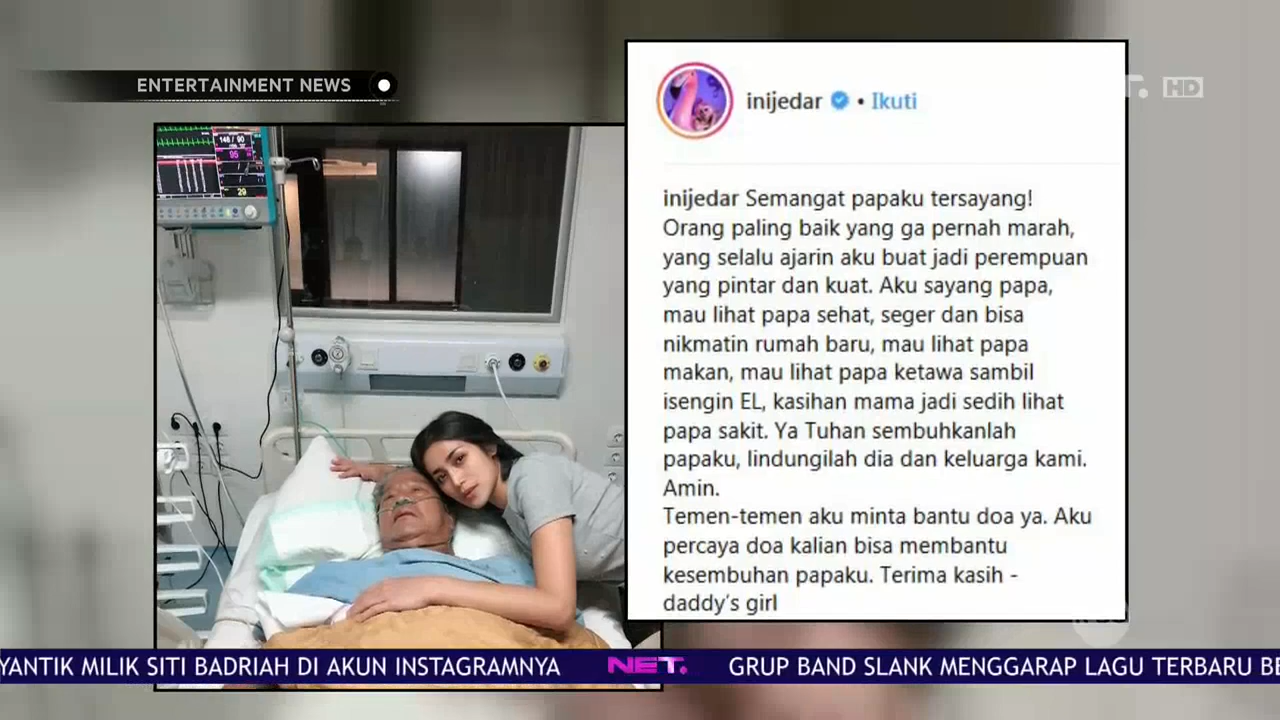 ENTERTAINMENT NEWS
T. HD
146 / 90
95
29
inijedar • Ikuti
inijedar Semangat papaku tersayang!
Orang paling baik yang ga pernah marah,
yang selalu ajarin aku buat jadi perempuan
yang pintar dan kuat. Aku sayang papa,
mau lihat papa sehat, seger dan bisa
nikmatin rumah baru, mau lihat papa
makan, mau lihat papa ketawa sambil
isengin EL, kasihan mama jadi sedih lihat
papa sakit. Ya Tuhan sembuhkanlah
papaku, lindungilah dia dan keluarga kami.
Amin.
Temen-temen aku minta bantu doa ya. Aku
percaya doa kalian bisa membantu
kesembuhan papaku. Terima kasih -
daddy's girl
YANTIK MILIK SITI BADRIAH DI AKUN INSTAGRAMNYA NET. GRUP BAND SLANK MENGGARAP LAGU TERBARU BE